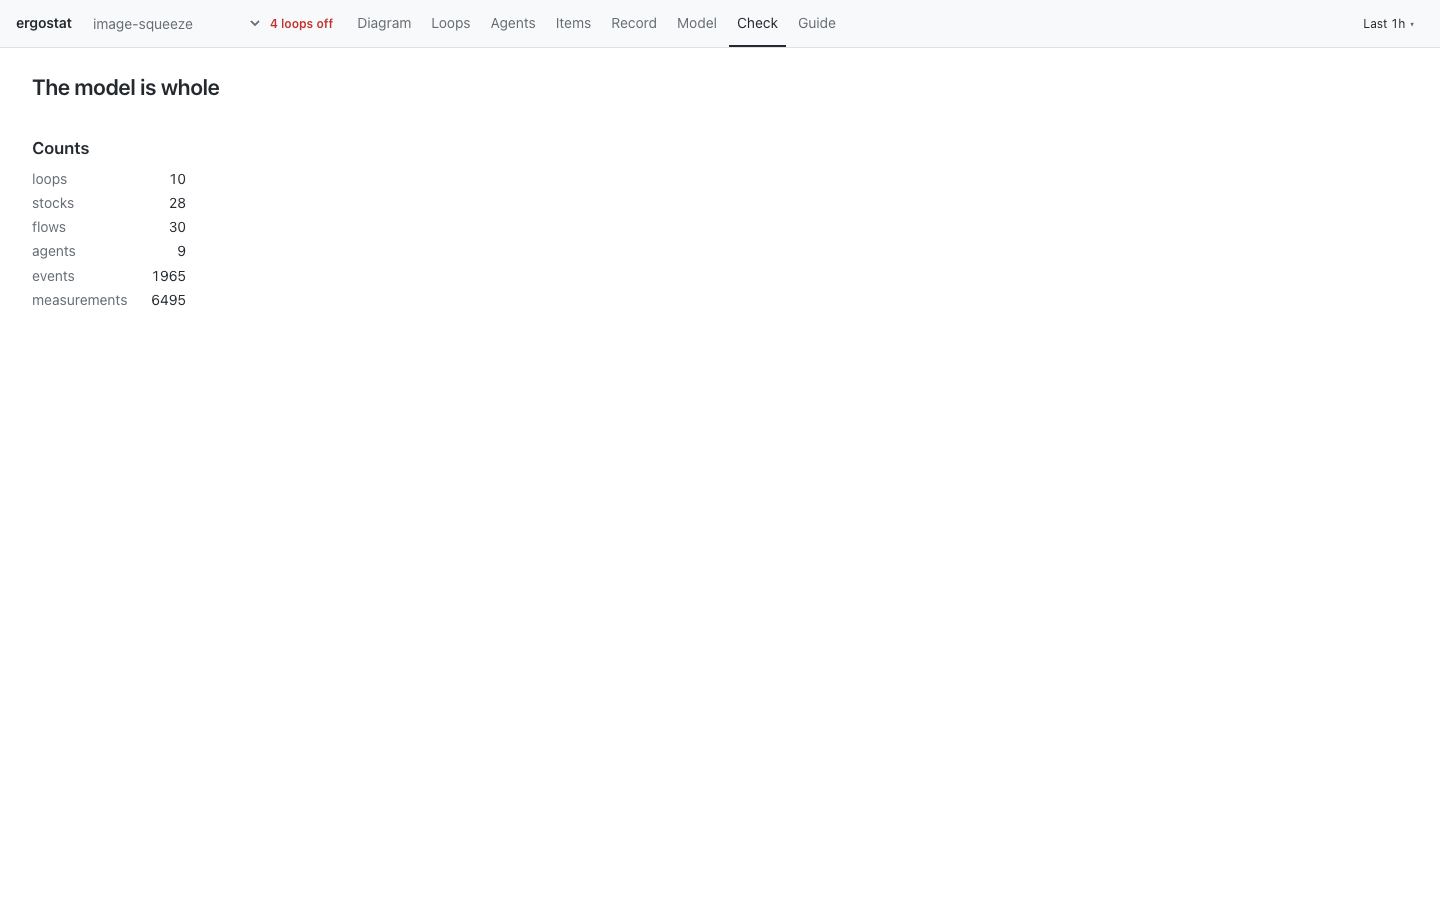 ergostat image-squeeze 4 loops off Diagram Loops Agents Items Record Model Check Guide Last 1h
The model is whole
Counts
loops 10
stocks 28
flows 30
agents 9
events 1965
measurements 6495